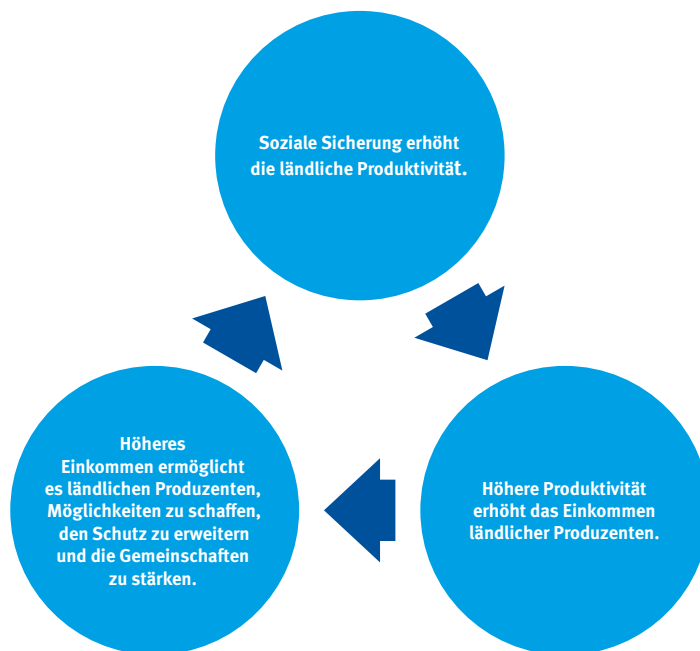 Soziale Sicherung erhöht
die ländliche Produktivität.
Höhere Produktivität
erhöht das Einkommen
ländlicher Produzenten.
Höheres
Einkommen ermöglicht
es ländlichen Produzenten,
Möglichkeiten zu schaffen,
den Schutz zu erweitern
und die Gemeinschaften
zu stärken.